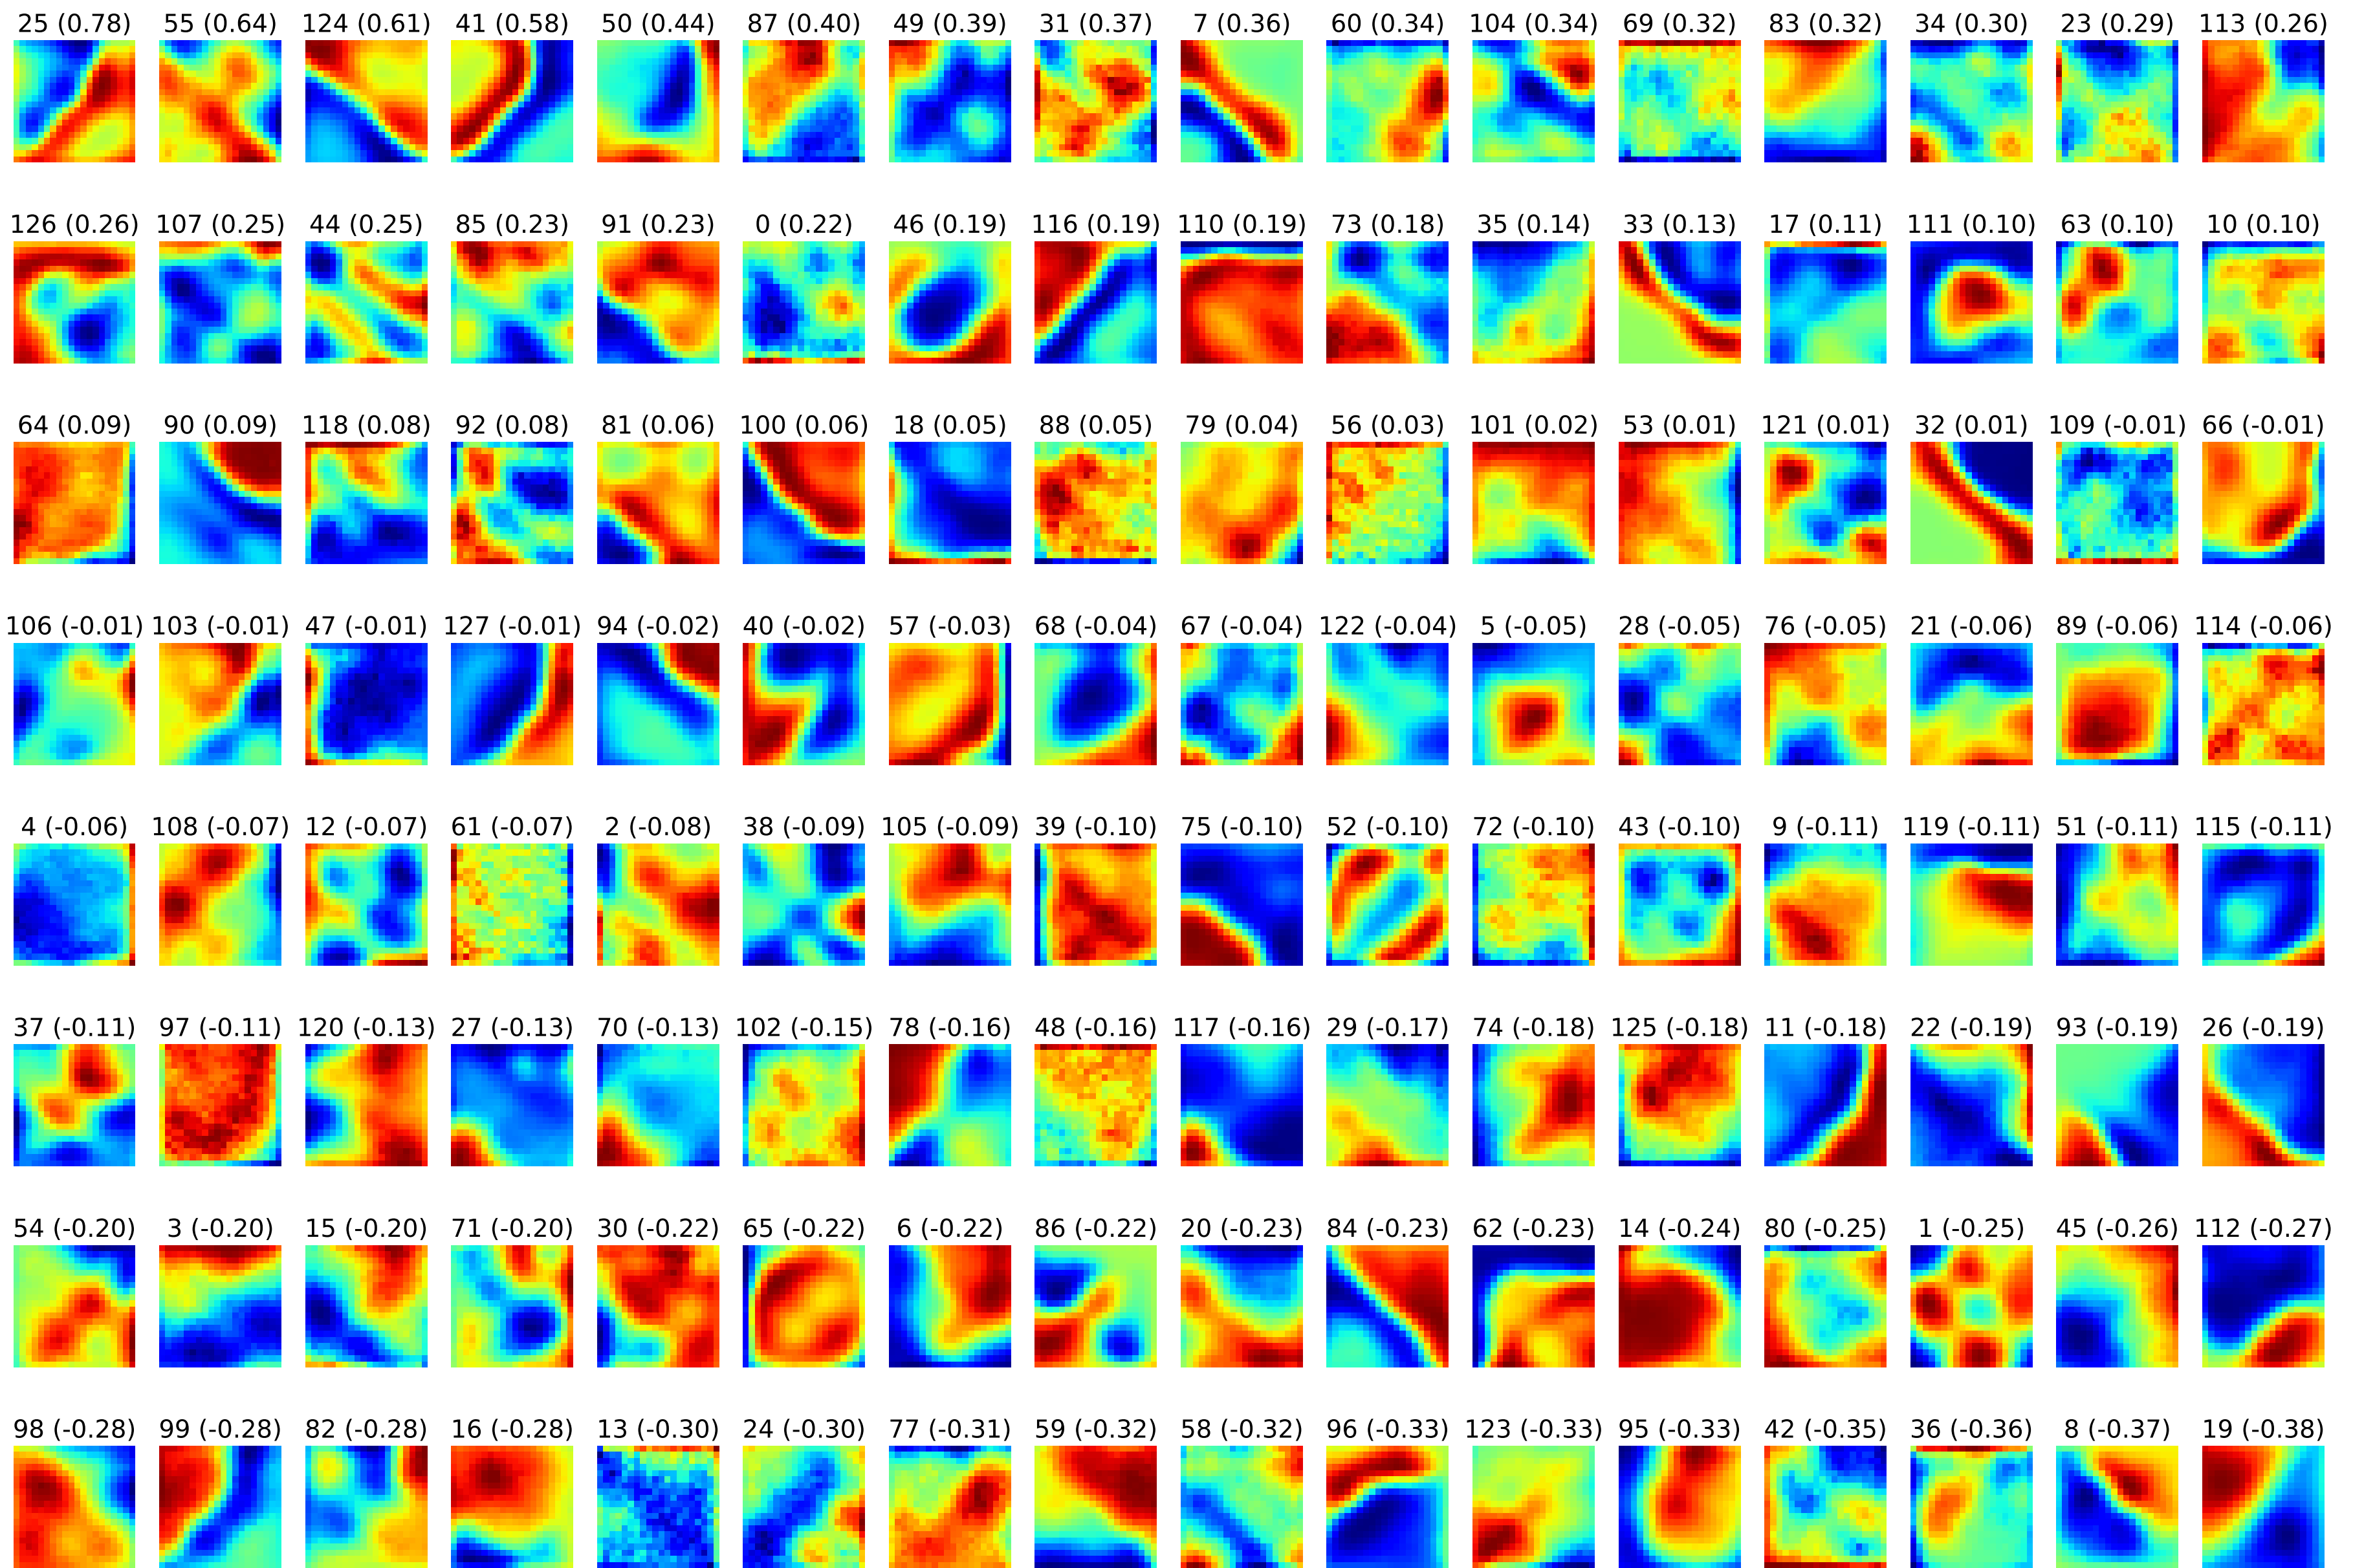 25 (0.78) 55 (0.64) 124 (0.61) 41 (0.58) 50 (0.44) 87 (0.40) 49 (0.39) 31 (0.37) 7 (0.36) 60 (0.34) 104 (0.34) 69 (0.32) 83 (0.32) 34 (0.30) 23 (0.29) 113 (0.26)
126 (0.26) 107 (0.25) 44 (0.25) 85 (0.23) 91 (0.23) 0 (0.22) 46 (0.19) 116 (0.19) 110 (0.19) 73 (0.18) 35 (0.14) 33 (0.13) 17 (0.11) 111 (0.10) 63 (0.10) 10 (0.10)
64 (0.09) 90 (0.09) 118 (0.08) 92 (0.08) 81 (0.06) 100 (0.06) 18 (0.05) 88 (0.05) 79 (0.04) 56 (0.03) 101 (0.02) 53 (0.01) 121 (0.01) 32 (0.01) 109 (-0.01) 66 (-0.01)
106 (-0.01) 103 (-0.01) 47 (-0.01) 127 (-0.01) 94 (-0.02) 40 (-0.02) 57 (-0.03) 68 (-0.04) 67 (-0.04) 122 (-0.04) 5 (-0.05) 28 (-0.05) 76 (-0.05) 21 (-0.06) 89 (-0.06) 114 (-0.06)
4 (-0.06) 108 (-0.07) 12 (-0.07) 61 (-0.07) 2 (-0.08) 38 (-0.09) 105 (-0.09) 39 (-0.10) 75 (-0.10) 52 (-0.10) 72 (-0.10) 43 (-0.10) 9 (-0.11) 119 (-0.11) 51 (-0.11) 115 (-0.11)
37 (-0.11) 97 (-0.11) 120 (-0.13) 27 (-0.13) 70 (-0.13) 102 (-0.15) 78 (-0.16) 48 (-0.16) 117 (-0.16) 29 (-0.17) 74 (-0.18) 125 (-0.18) 11 (-0.18) 22 (-0.19) 93 (-0.19) 26 (-0.19)
54 (-0.20) 3 (-0.20) 15 (-0.20) 71 (-0.20) 30 (-0.22) 65 (-0.22) 6 (-0.22) 86 (-0.22) 20 (-0.23) 84 (-0.23) 62 (-0.23) 14 (-0.24) 80 (-0.25) 1 (-0.25) 45 (-0.26) 112 (-0.27)
98 (-0.28) 99 (-0.28) 82 (-0.28) 16 (-0.28) 13 (-0.30) 24 (-0.30) 77 (-0.31) 59 (-0.32) 58 (-0.32) 96 (-0.33) 123 (-0.33) 95 (-0.33) 42 (-0.35) 36 (-0.36) 8 (-0.37) 19 (-0.38)